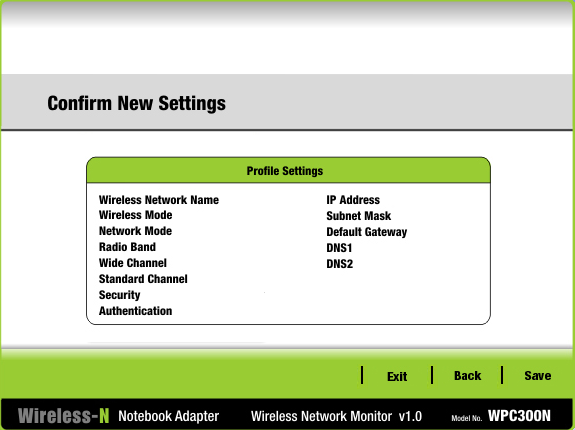 Confirm New Settings
Profile Settings
Wireless Network Name
Wireless Mode
Network Mode
Radio Band
Wide Channel
Standard Channel
Security
Authentication
IP Address
Subnet Mask
Default Gateway
DNS1
DNS2
Exit Back Save
Wireless-N Notebook Adapter Wireless Network Monitor v1.0 Model No. WPC300N